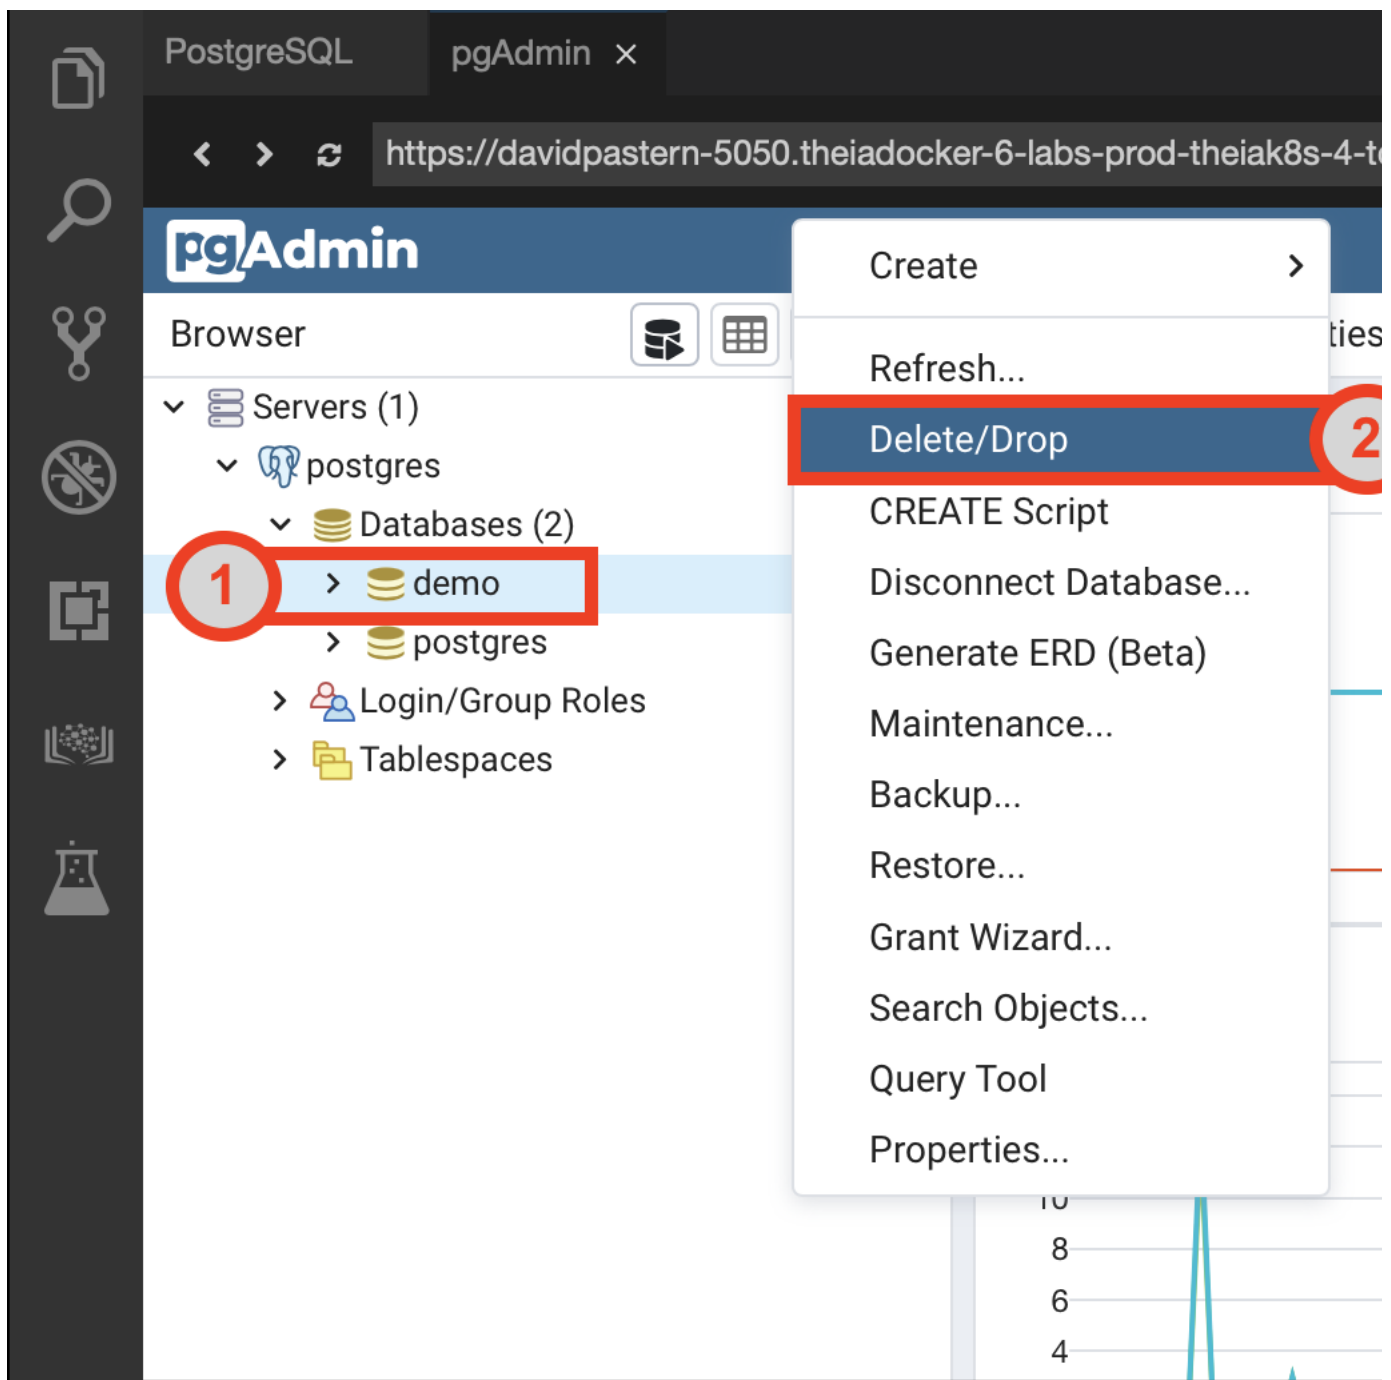 PostgreSQL
pgAdmin
https://davidpastern-5050.theiadocker-6-labs-prod-theiak8s-4-t
pgAdmin
Browser
Servers (1)
postgres
Databases (2)
1
demo
postgres
Login/Group Roles
Tablespaces
Create
ties
Refresh...
Delete/Drop
2
CREATE Script
Disconnect Database...
Generate ERD (Beta)
Maintenance...
Backup...
Restore...
Grant Wizard...
Search Objects...
Query Tool
Properties...
10
8
6
4